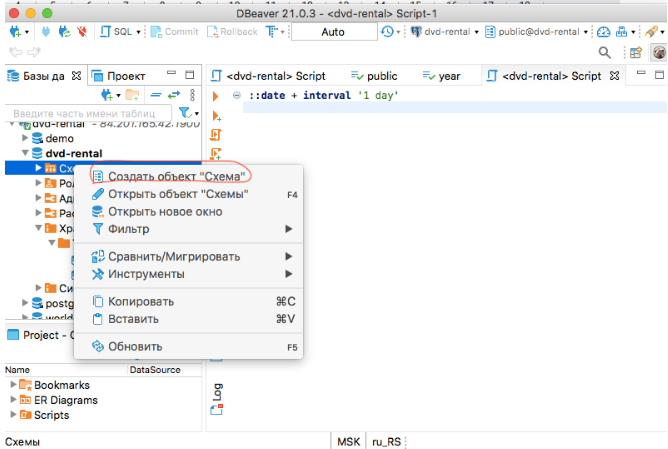 DBeaver 21.0.3 - <dvd-rental> Script-1
SQL Commit Rollback Auto dvd-rental public@dvd-rental
Базы да Проект
<dvd-rental> Script public year <dvd-rental> Script
Введите часть имени таблиц
::date + interval '1 day'
dvd-rental - 84.201.165.42:1900
demo
dvd-rental
Сх
Рол
Ад
Рас
Хра
Си
postg
world
Создать объект "Схема"
Открыть объект "Схемы" F4
Открыть новое окно
Фильтр
Сравнить/Мигрировать
Инструменты
Копировать ⌘C
Вставить ⌘V
Обновить F5
Project -
Name DataSource
Bookmarks
ER Diagrams
Scripts
Log
Схемы MSK ru_RS